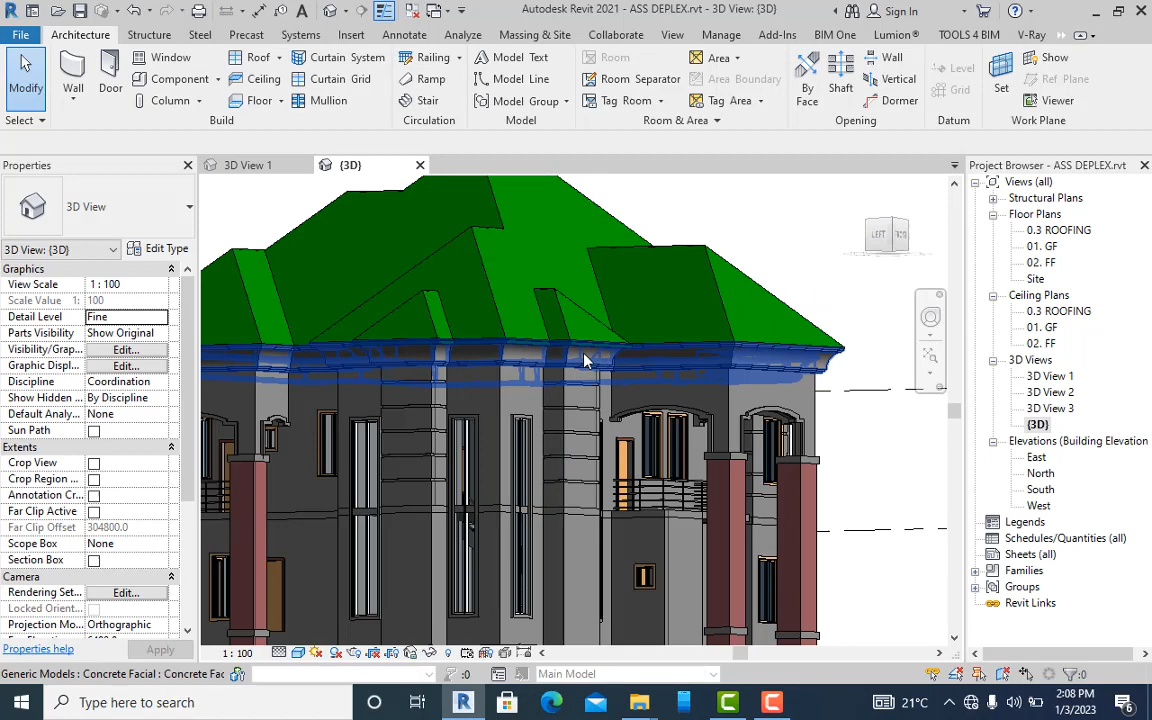 Autodesk Revit 2021 - ASS DEPLEX.rvt - 3D View: {3D}
Sign In
File Architecture Structure Steel Precast Systems Insert Annotate Analyze Massing & Site Collaborate View Manage Add-Ins BIM One Lumion® TOOLS 4 BIM V-Ray
Modify
Select
Wall
Door
Window
Component
Column
Roof
Ceiling
Floor
Curtain System
Curtain Grid
Mullion
Build
Railing
Ramp
Stair
Circulation
Model Text
Model Line
Model Group
Model
Room
Room Separator
Tag Room
Area
Area Boundary
Tag Area
Room & Area
By Face
Shaft
Wall
Vertical
Dormer
Opening
Level
Grid
Datum
Set
Show
Ref Plane
Viewer
Work Plane
Properties
3D View
3D View: {3D}
Edit Type
Graphics
View Scale 1 : 100
Scale Value 1: 100
Detail Level Fine
Parts Visibility Show Original
Visibility/Grap... Edit...
Graphic Displ... Edit...
Discipline Coordination
Show Hidden ... By Discipline
Default Analy... None
Sun Path
Extents
Crop View
Crop Region ...
Annotation Cr...
Far Clip Active
Far Clip Offset 304800.0
Scope Box None
Section Box
Camera
Rendering Set... Edit...
Locked Orient...
Projection Mo... Orthographic
Properties help
Apply
3D View 1
{3D}
LEFT
1 : 100
Project Browser - ASS DEPLEX.rvt
Views (all)
Structural Plans
Floor Plans
0.3 ROOFING
01. GF
02. FF
Site
Ceiling Plans
0.3 ROOFING
01. GF
02. FF
3D Views
3D View 1
3D View 2
3D View 3
{3D}
Elevations (Building Elevation
East
North
South
West
Legends
Schedules/Quantities (all)
Sheets (all)
Families
Groups
Revit Links
Generic Models : Concrete Facial : Concrete Fac
:0
Main Model
:0
Type here to search
21°C
2:08 PM
1/3/2023
6